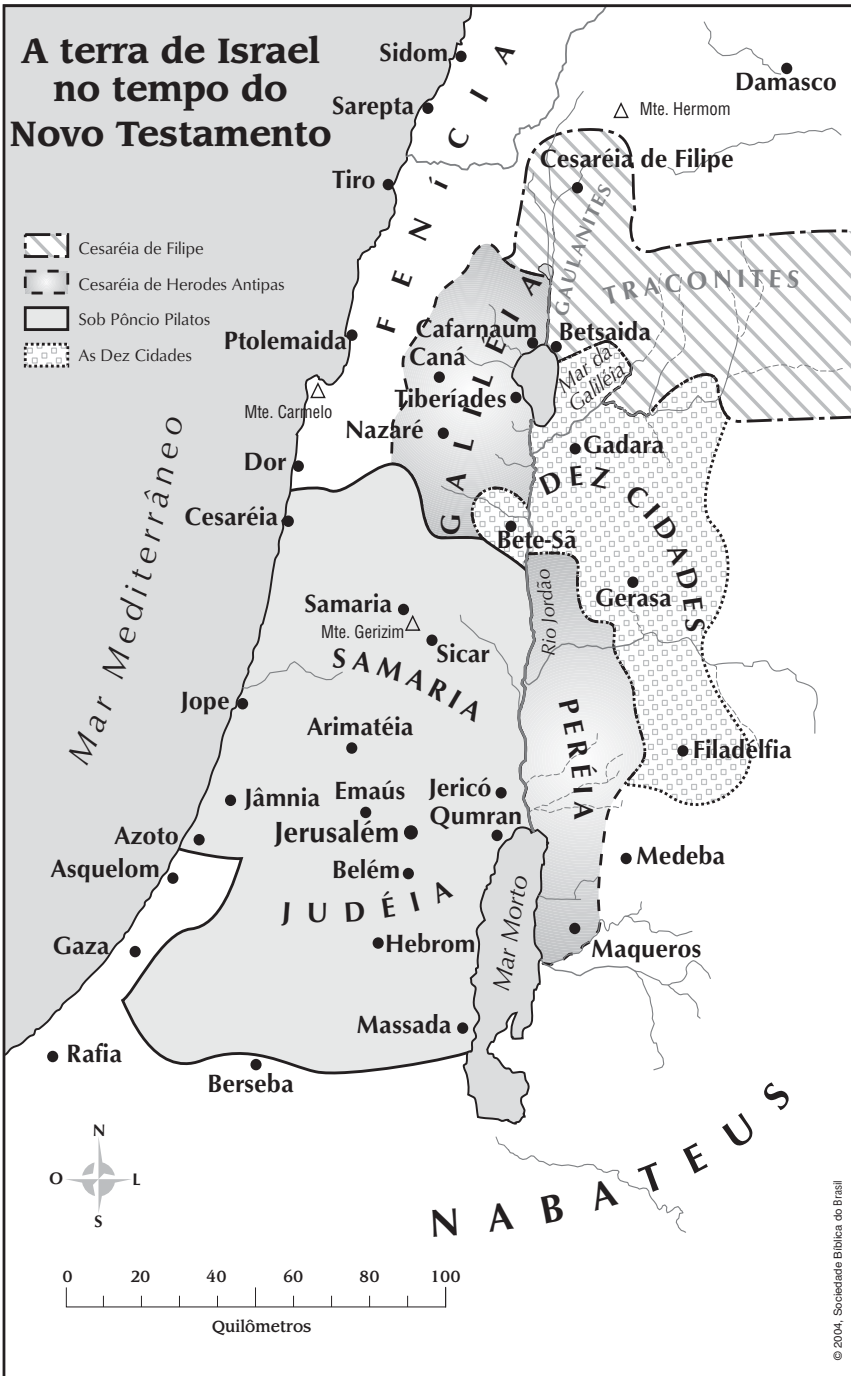 A terra de Israel
no tempo do
Novo Testamento
Cesaréia de Filipe
Cesaréia de Herodes Antipas
Sob Pôncio Pilatos
As Dez Cidades
Sidom
Damasco
Mte. Hermom
Sarepta
FENÍCIA
Cesaréia de Filipe
Tiro
GAULANITES
TRACONITES
Ptolemaida
Cafarnaum
Betsaida
Caná
Mar da
Galiléia
Tiberíades
Mte. Carmelo
Nazaré
GALILÉIA
Gadara
Dor
DEZ CIDADES
Cesaréia
Bete-Sã
Mar Mediterrâneo
Rio Jordão
Gerasa
Samaria
Mte. Gerizim
Sicar
SAMARIA
Jope
PERÉIA
Arimatéia
Filadélfia
Jâmnia
Emaús
Jericó
Qumran
Azoto
Jerusalém
Medeba
Asquelom
Belém
JUDÉIA
Mar Morto
Gaza
Hebrom
Maqueros
Massada
Rafia
Berseba
NABATEUS
N
O
L
S
0 20 40 60 80 100
Quilômetros
© 2004, Sociedade Bíblica do Brasil